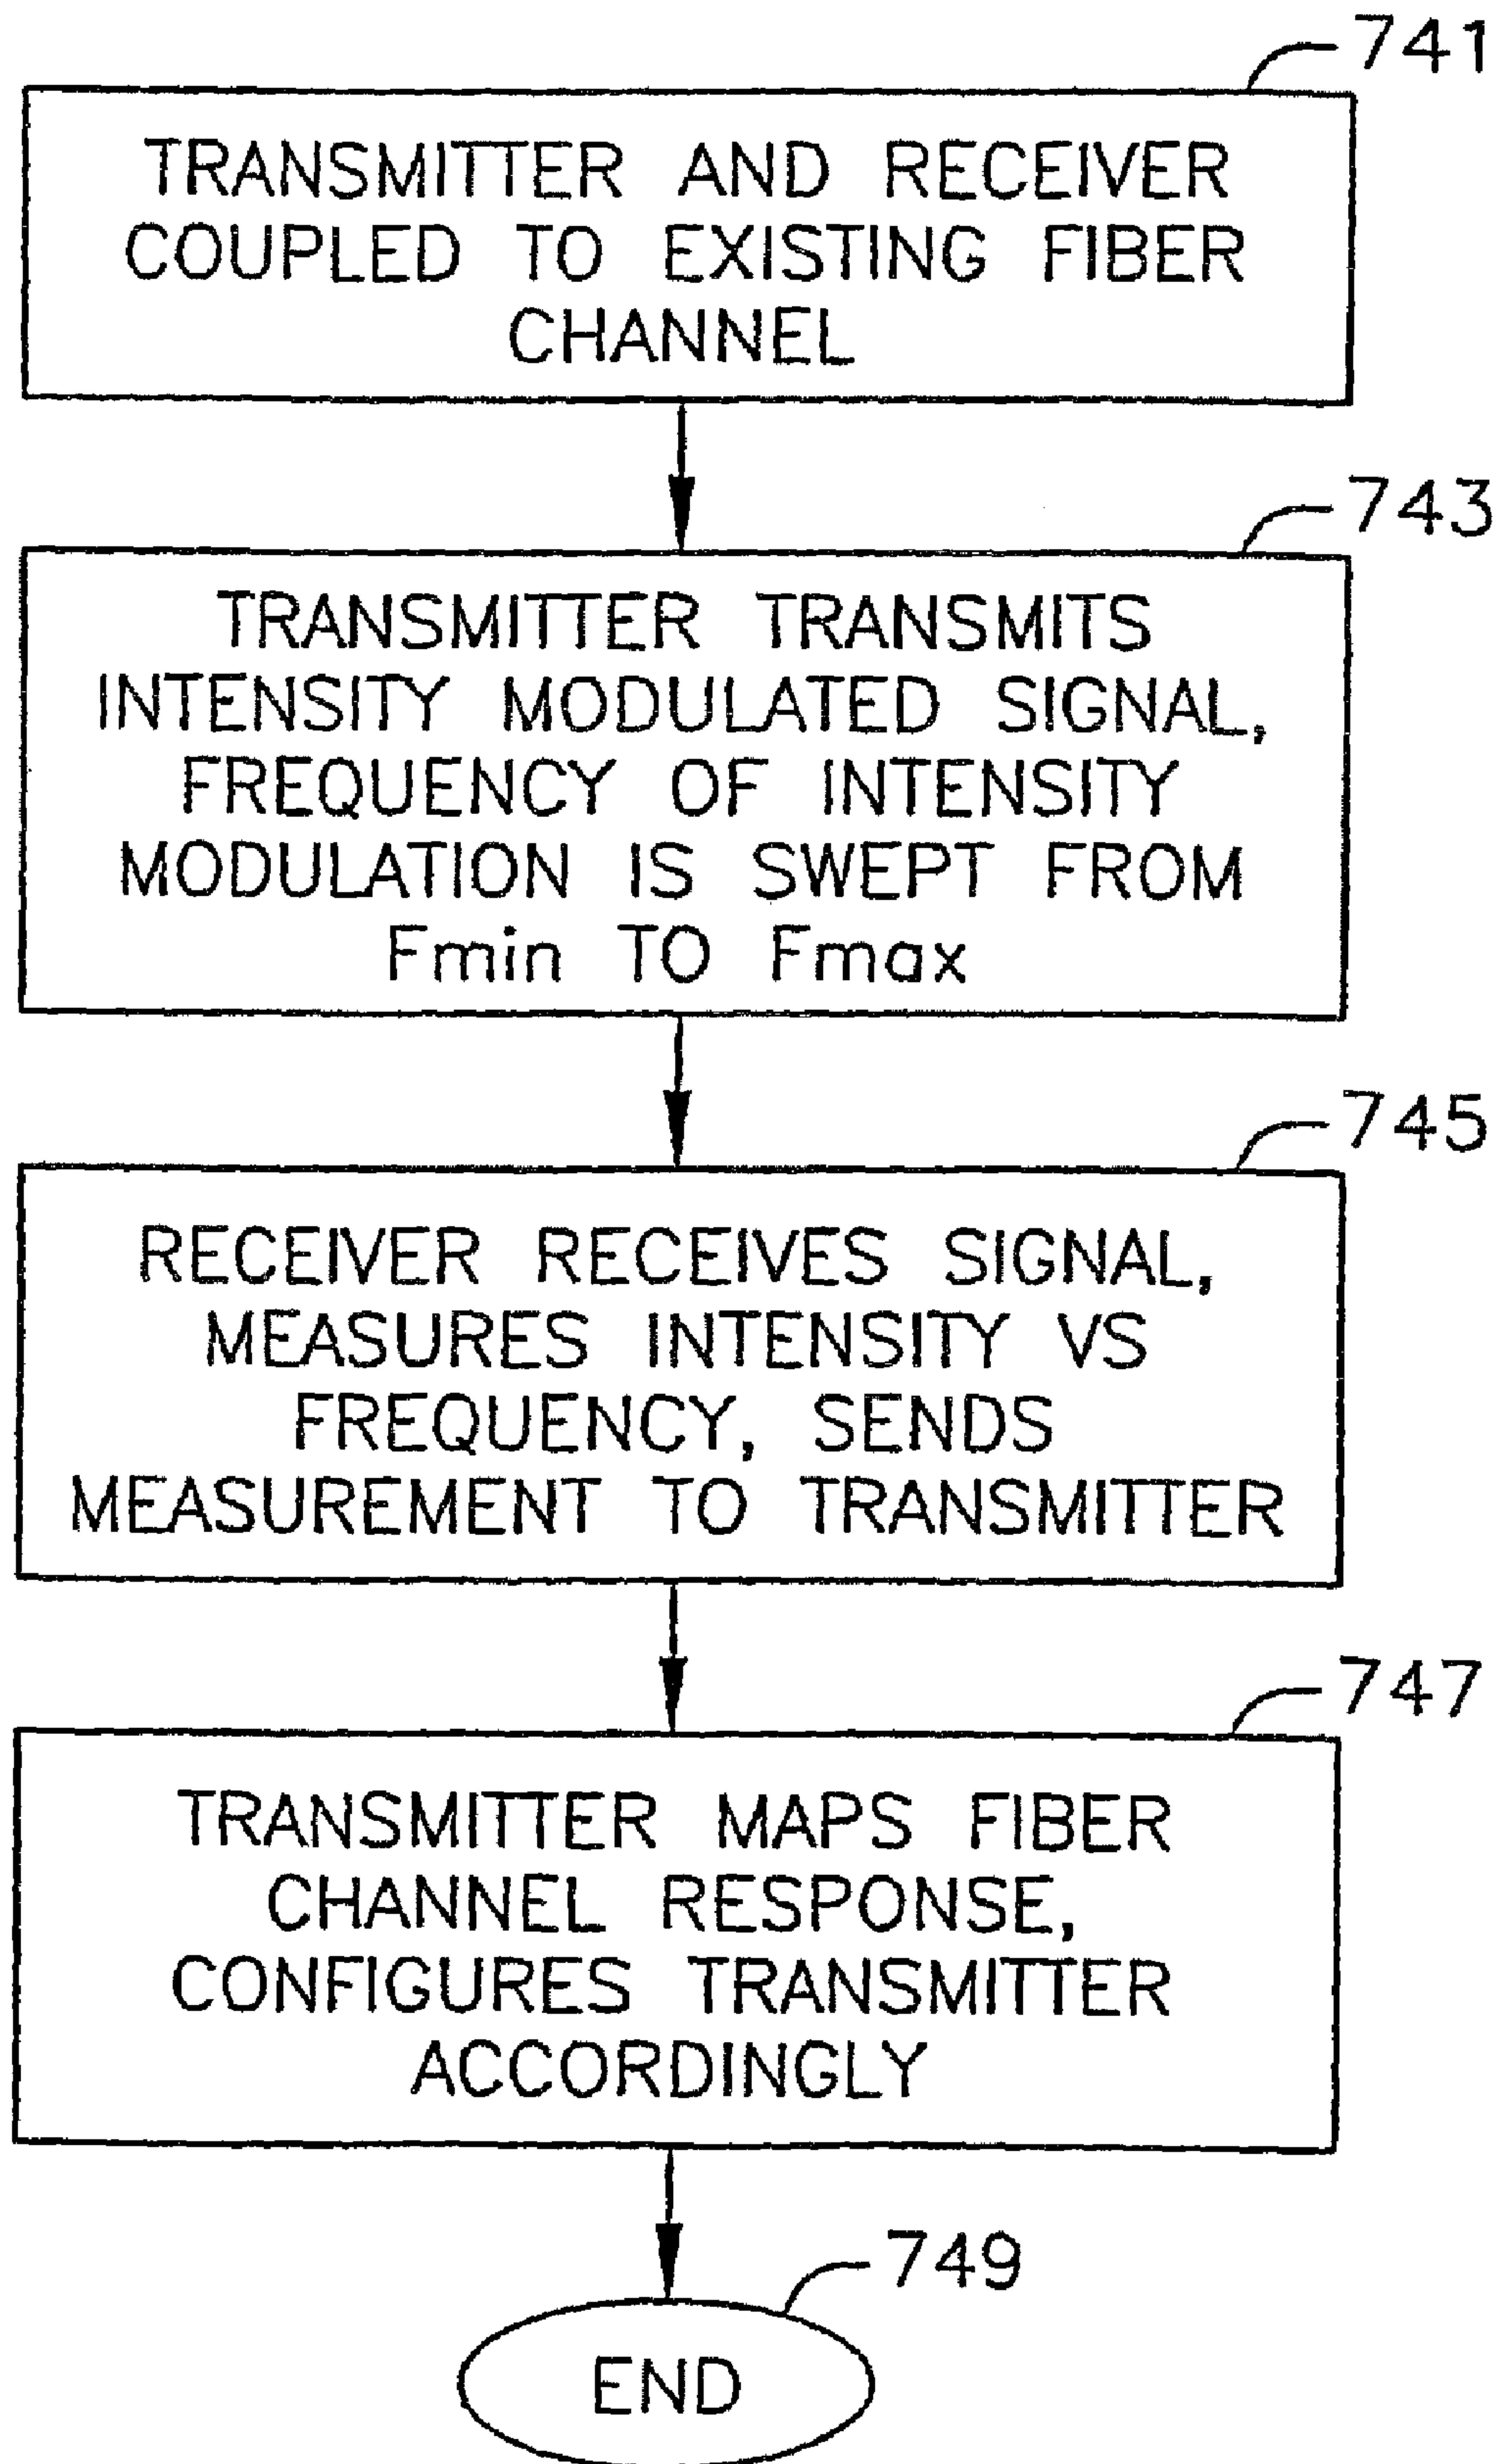 741
TRANSMITTER AND RECEIVER
COUPLED TO EXISTING FIBER
CHANNEL
743
TRANSMITTER TRANSMITS
INTENSITY MODULATED SIGNAL,
FREQUENCY OF INTENSITY
MODULATION IS SWEPT FROM
Fmin TO Fmax
745
RECEIVER RECEIVES SIGNAL,
MEASURES INTENSITY VS
FREQUENCY, SENDS
MEASUREMENT TO TRANSMITTER
747
TRANSMITTER MAPS FIBER
CHANNEL RESPONSE,
CONFIGURES TRANSMITTER
ACCORDINGLY
749
END